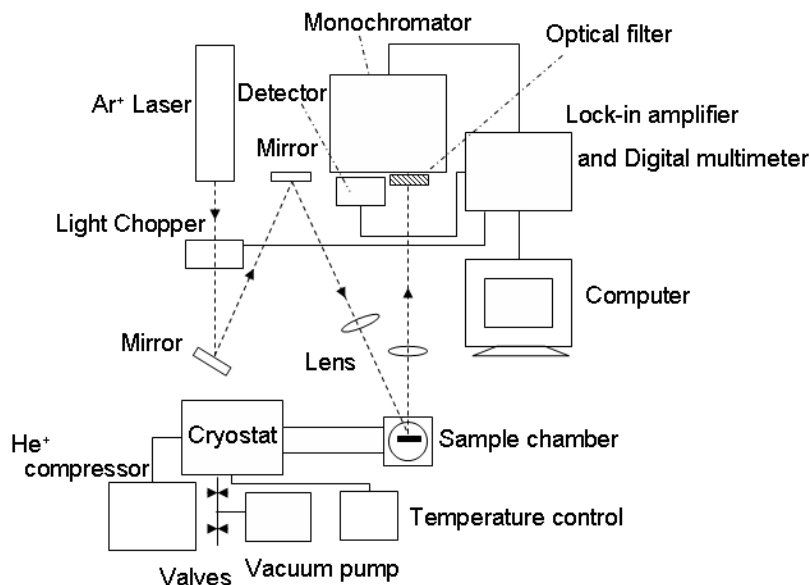 Monochromator
Optical filter
Ar⁺ Laser
Detector
Lock-in amplifier
and Digital multimeter
Mirror
Light Chopper
Computer
Mirror
Lens
Cryostat
Sample chamber
He⁺
compressor
Temperature control
Vacuum pump
Valves